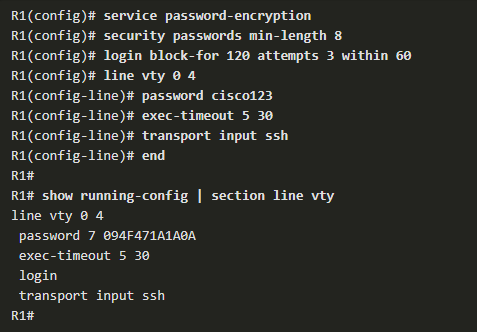 R1(config)# service password-encryption
R1(config)# security passwords min-length 8
R1(config)# login block-for 120 attempts 3 within 60
R1(config)# line vty 0 4
R1(config-line)# password cisco123
R1(config-line)# exec-timeout 5 30
R1(config-line)# transport input ssh
R1(config-line)# end
R1#
R1# show running-config | section line vty
line vty 0 4
 password 7 094F471A1A0A
 exec-timeout 5 30
 login
 transport input ssh
R1#